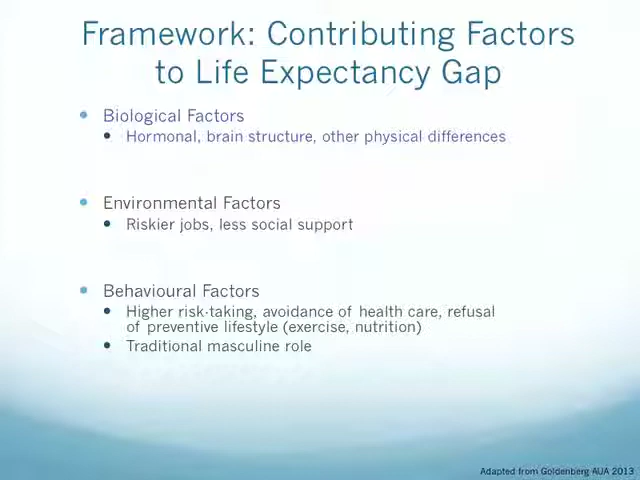 Framework: Contributing Factors
to Life Expectancy Gap
• Biological Factors
• Hormonal, brain structure, other physical differences
• Environmental Factors
• Riskier jobs, less social support
• Behavioural Factors
• Higher risk-taking, avoidance of health care, refusal
of preventive lifestyle (exercise, nutrition)
• Traditional masculine role
Adapted from Goldenberg AUA 2013